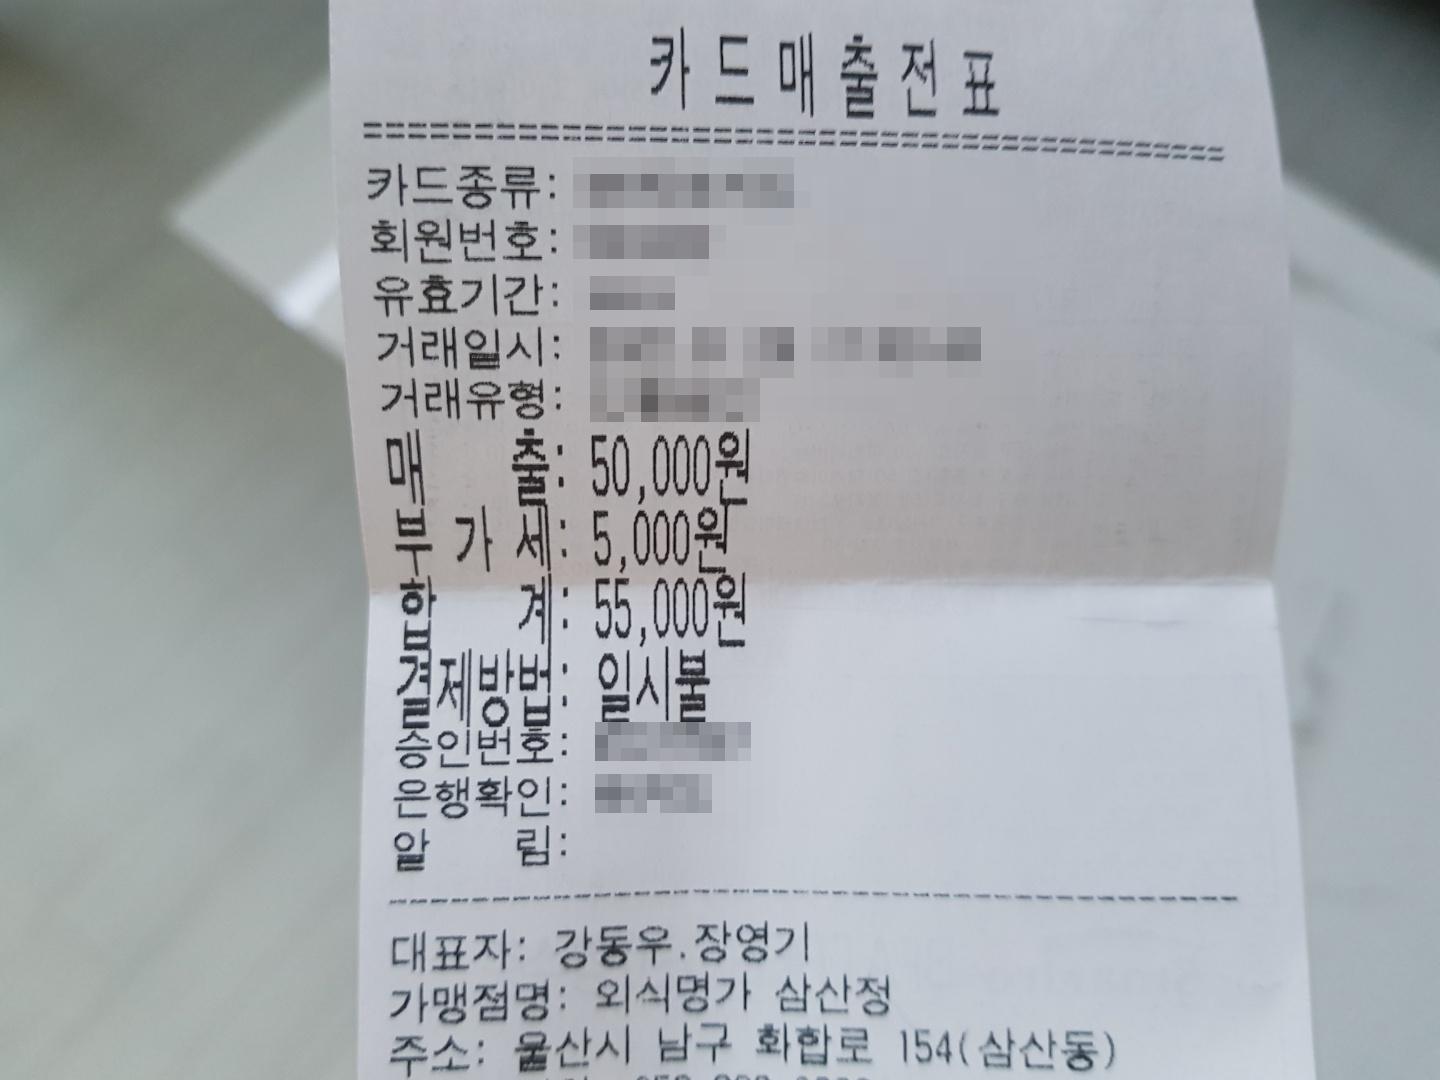 카드매출전표
카드종류:
회원번호:
유효기간:
거래일시:
거래유형:
매 출: 50,000원
부 가 세: 5,000원
합 계: 55,000원
결제방법: 일시불
승인번호:
은행확인:
알 림:
대표자: 강동우.장영기
가맹점명: 외식명가 삼산정
주소: 울산시 남구 화합로 154(삼산동)